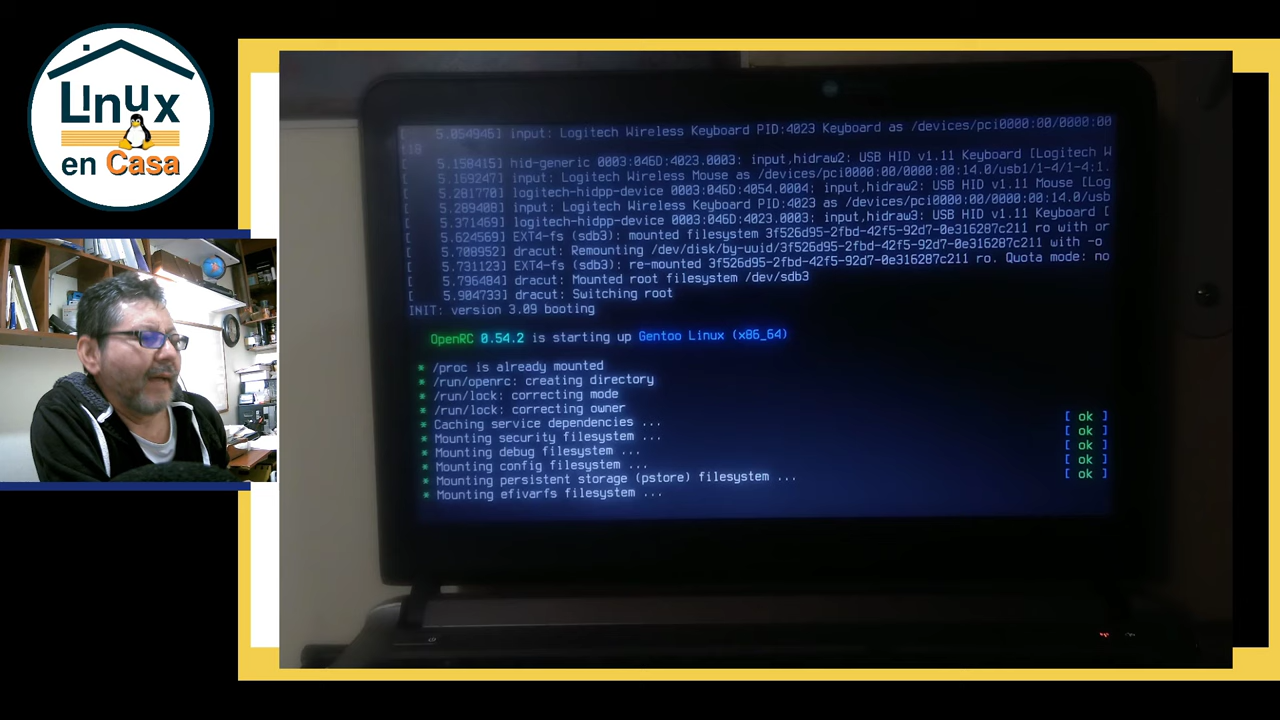 Linux
en Casa
[ 5.054946] input: Logitech Wireless Keyboard PID:4023 Keyboard as /devices/pci0000:00/0000:00
[ 5.158415] hid-generic 0003:046D:4023.0003: input,hidraw2: USB HID v1.11 Keyboard [Logitech W
[ 5.169247] input: Logitech Wireless Mouse as /devices/pci0000:00/0000:00:14.0/usb1/1-4/1-4:1.
[ 5.281770] logitech-hidpp-device 0003:046D:4054.0004: input,hidraw2: USB HID v1.11 Mouse [Log
[ 5.289408] input: Logitech Wireless Keyboard PID:4023 as /devices/pci0000:00/0000:00:14.0/usb
[ 5.371469] logitech-hidpp-device 0003:046D:4023.0003: input,hidraw3: USB HID v1.11 Keyboard [
[ 5.624569] EXT4-fs (sdb3): mounted filesystem 3f526d95-2fbd-42f5-92d7-0e316287c211 ro with or
[ 5.708952] dracut: Remounting /dev/disk/by-uuid/3f526d95-2fbd-42f5-92d7-0e316287c211 with -o
[ 5.731123] EXT4-fs (sdb3): re-mounted 3f526d95-2fbd-42f5-92d7-0e316287c211 ro. Quota mode: no
[ 5.796484] dracut: Mounted root filesystem /dev/sdb3
[ 5.904733] dracut: Switching root
INIT: version 3.09 booting
OpenRC 0.54.2 is starting up Gentoo Linux (x86_64)
* /proc is already mounted
* /run/openrc: creating directory
* /run/lock: correcting mode
* /run/lock: correcting owner
* Caching service dependencies ... [ ok ]
* Mounting security filesystem ... [ ok ]
* Mounting debug filesystem ... [ ok ]
* Mounting config filesystem ... [ ok ]
* Mounting persistent storage (pstore) filesystem ... [ ok ]
* Mounting efivarfs filesystem ...